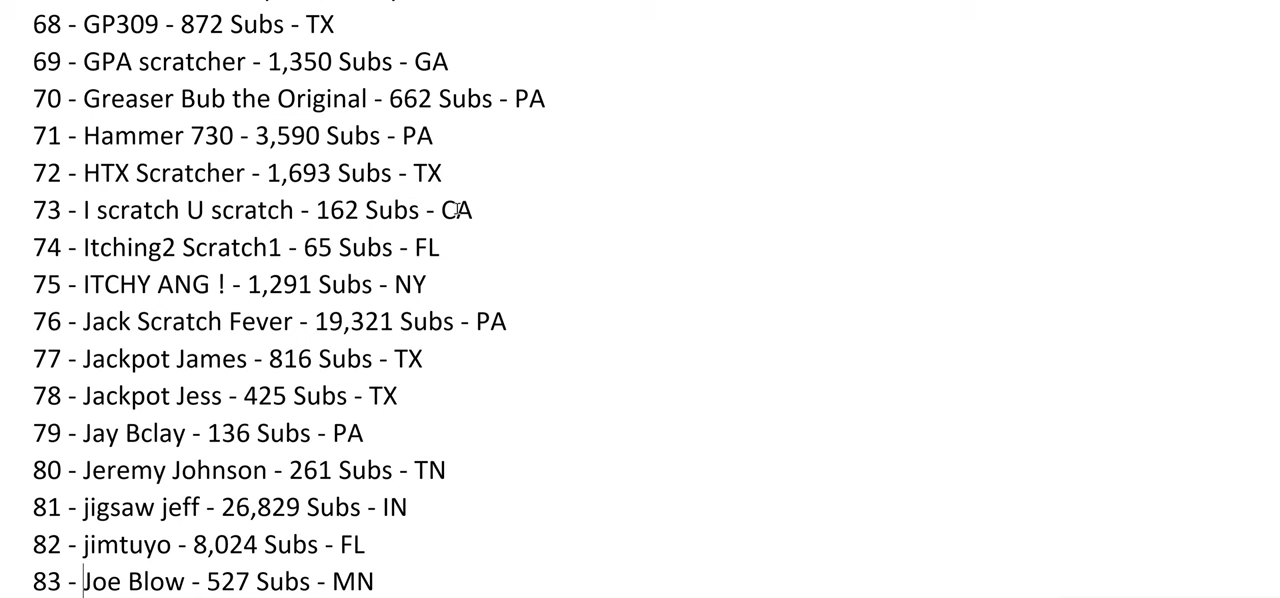 68 - GP309 - 872 Subs - TX
69 - GPA scratcher - 1,350 Subs - GA
70 - Greaser Bub the Original - 662 Subs - PA
71 - Hammer 730 - 3,590 Subs - PA
72 - HTX Scratcher - 1,693 Subs - TX
73 - I scratch U scratch - 162 Subs - CA
74 - Itching2 Scratch1 - 65 Subs - FL
75 - ITCHY ANG ! - 1,291 Subs - NY
76 - Jack Scratch Fever - 19,321 Subs - PA
77 - Jackpot James - 816 Subs - TX
78 - Jackpot Jess - 425 Subs - TX
79 - Jay Bclay - 136 Subs - PA
80 - Jeremy Johnson - 261 Subs - TN
81 - jigsaw jeff - 26,829 Subs - IN
82 - jimtuyo - 8,024 Subs - FL
83 - Joe Blow - 527 Subs - MN